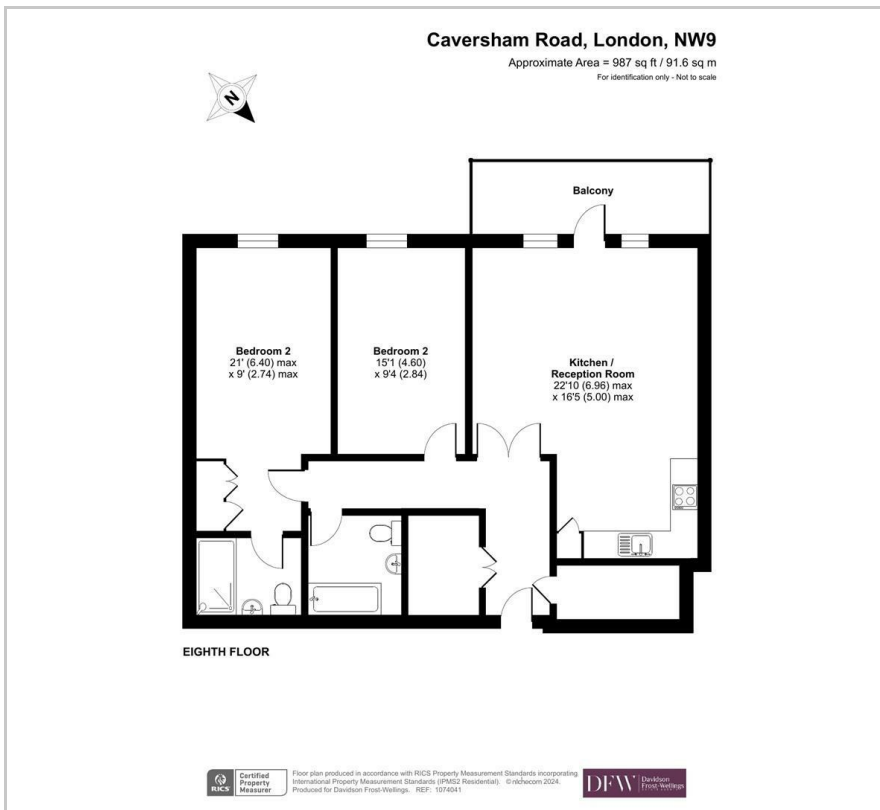 Caversham Road, London, NW9
Approximate Area = 987 sq ft / 91.6 sq m
For identification only - Not to scale
N
Balcony
Bedroom 2
21' (6.40) max
x 9' (2.74) max
Bedroom 2
15'1 (4.60)
x 9'4 (2.84)
Kitchen /
Reception Room
22'10 (6.96) max
x 16'5 (5.00) max
EIGHTH FLOOR
RICS
Certified
Property
Measurer
Floor plan produced in accordance with RICS Property Measurement Standards incorporating
International Property Measurement Standards (IPMS2 Residential). © nichecom 2024.
Produced for Davidson Frost-Wellings. REF: 1074041
DFW
Davidson
Frost-Wellings